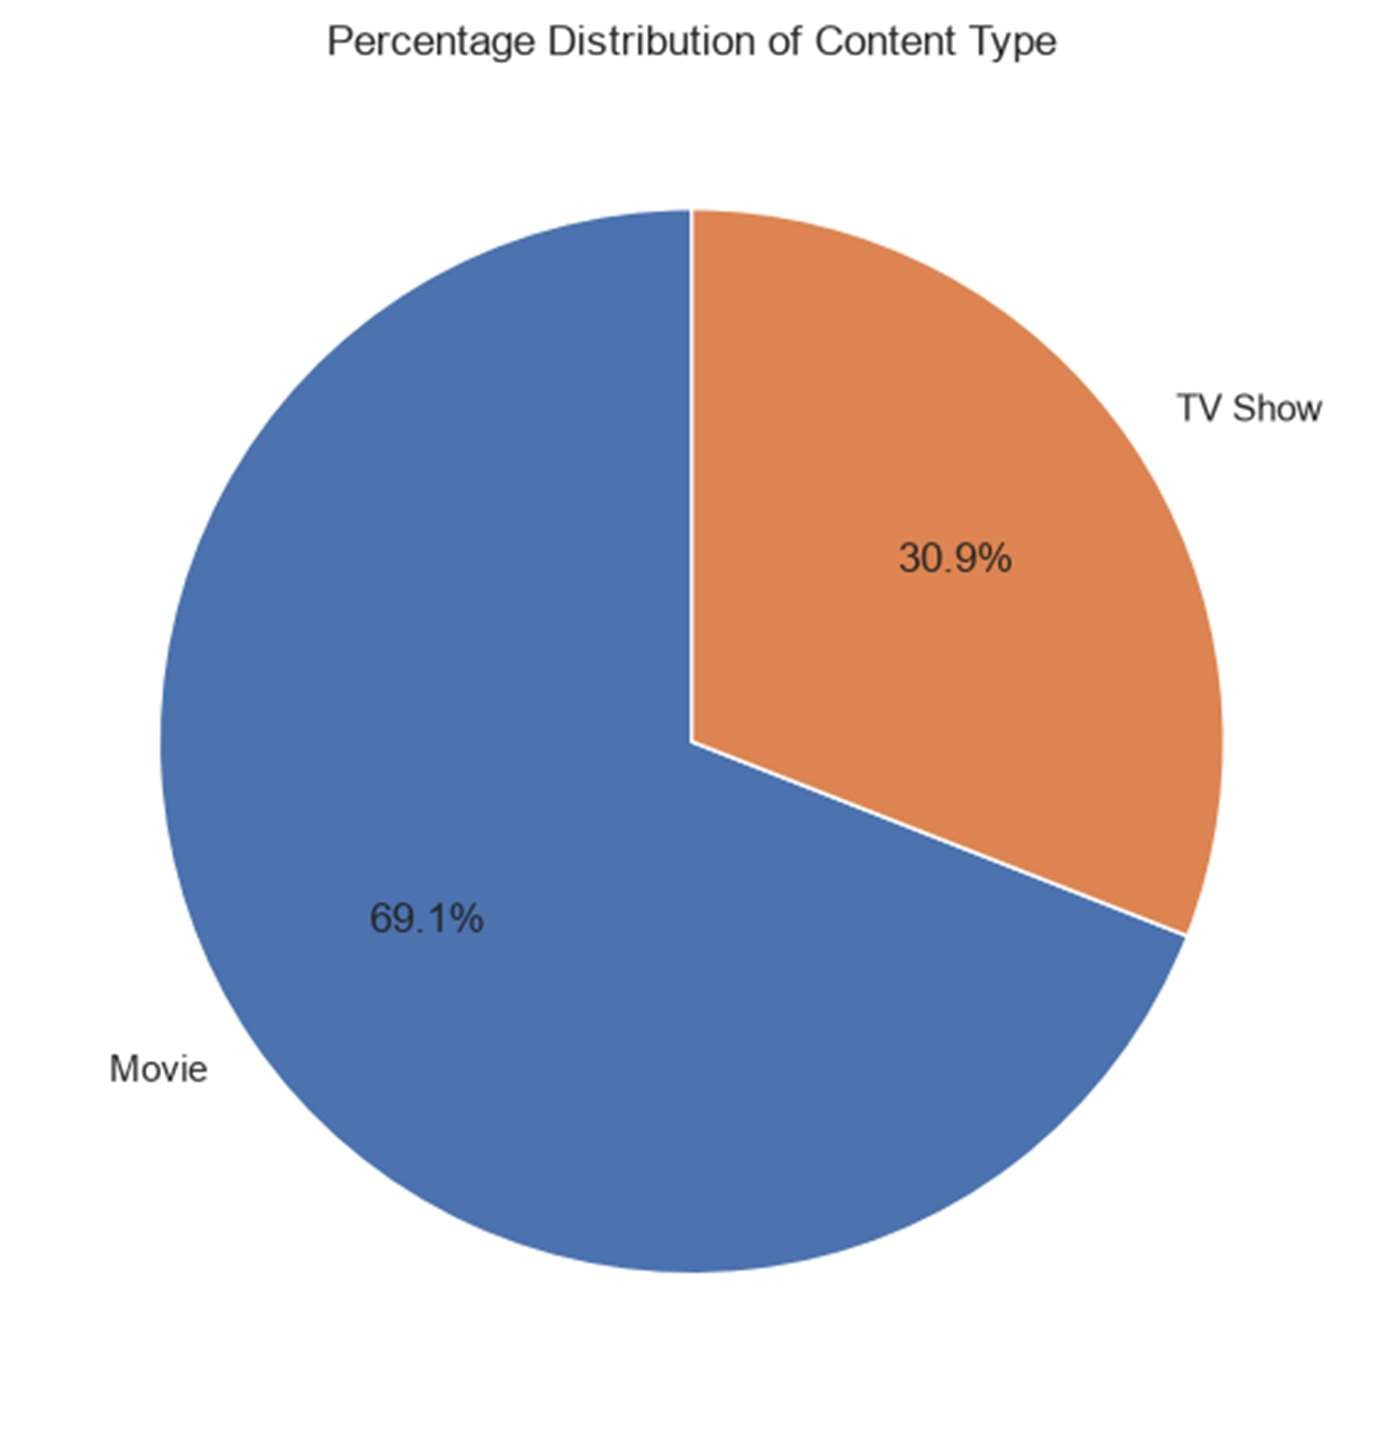 Percentage Distribution of Content Type
TV Show
30.9%
69.1%
Movie